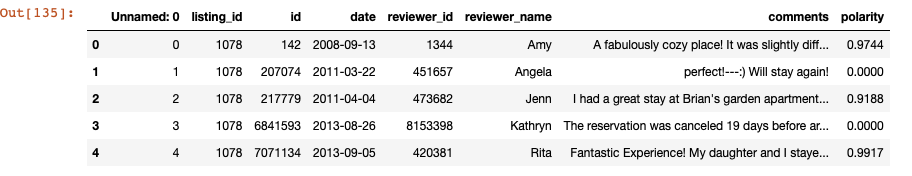 Out[135]:
Unnamed: 0 listing_id id date reviewer_id reviewer_name comments polarity
0 0 1078 142 2008-09-13 1344 Amy A fabulously cozy place! It was slightly diff... 0.9744
1 1 1078 207074 2011-03-22 451657 Angela perfect!---:) Will stay again! 0.0000
2 2 1078 217779 2011-04-04 473682 Jenn I had a great stay at Brian's garden apartment... 0.9188
3 3 1078 6841593 2013-08-26 8153398 Kathryn The reservation was canceled 19 days before ar... 0.0000
4 4 1078 7071134 2013-09-05 420381 Rita Fantastic Experience! My daughter and I staye... 0.9917